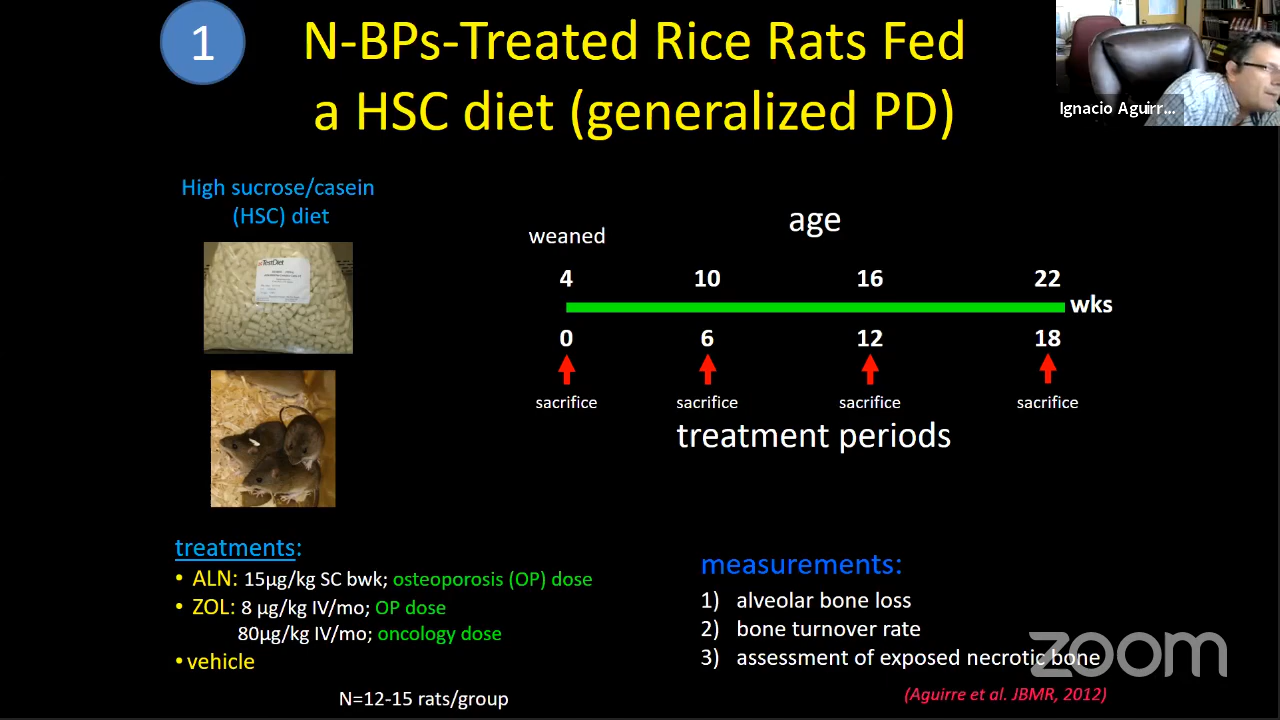 1
N-BPs-Treated Rice Rats Fed
a HSC diet (generalized PD)
Ignacio Aguirr...
High sucrose/casein
(HSC) diet
TestDiet
weaned
age
4 10 16 22
wks
0 6 12 18
sacrifice sacrifice sacrifice sacrifice
treatment periods
treatments:
• ALN: 15µg/kg SC bwk; osteoporosis (OP) dose
• ZOL: 8 µg/kg IV/mo; OP dose
80µg/kg IV/mo; oncology dose
• vehicle
N=12-15 rats/group
measurements:
1) alveolar bone loss
2) bone turnover rate
3) assessment of exposed necrotic bone
zoom
(Aguirre et al. JBMR, 2012)